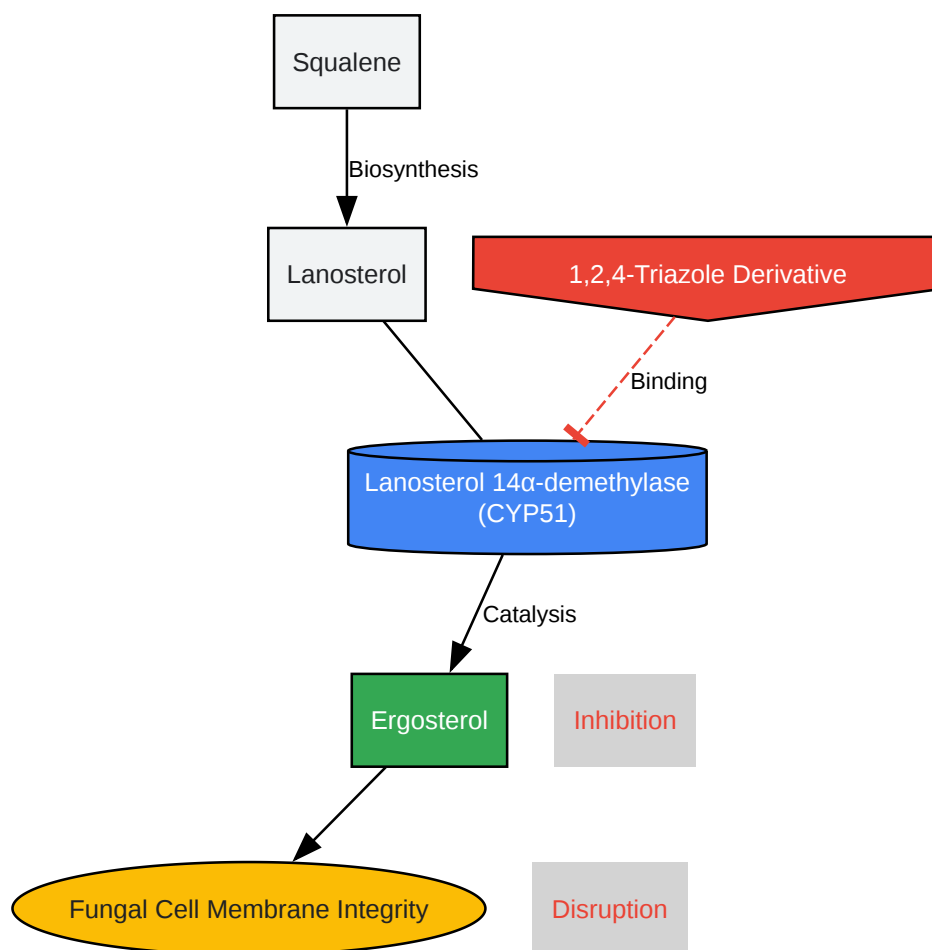 Squalene
Biosynthesis
Lanosterol
1,2,4-Triazole Derivative
Binding
Lanosterol 14α-demethylase
(CYP51)
Catalysis
Ergosterol
Inhibition
Fungal Cell Membrane Integrity
Disruption